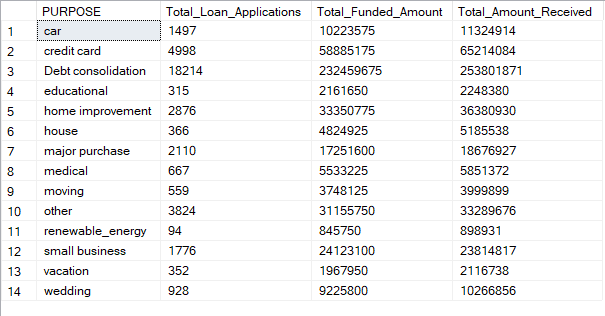 PURPOSE Total_Loan_Applications Total_Funded_Amount Total_Amount_Received
1 car 1497 10223575 11324914
2 credit card 4998 58885175 65214084
3 Debt consolidation 18214 232459675 253801871
4 educational 315 2161650 2248380
5 home improvement 2876 33350775 36380930
6 house 366 4824925 5185538
7 major purchase 2110 17251600 18676927
8 medical 667 5533225 5851372
9 moving 559 3748125 3999899
10 other 3824 31155750 33289676
11 renewable_energy 94 845750 898931
12 small business 1776 24123100 23814817
13 vacation 352 1967950 2116738
14 wedding 928 9225800 10266856